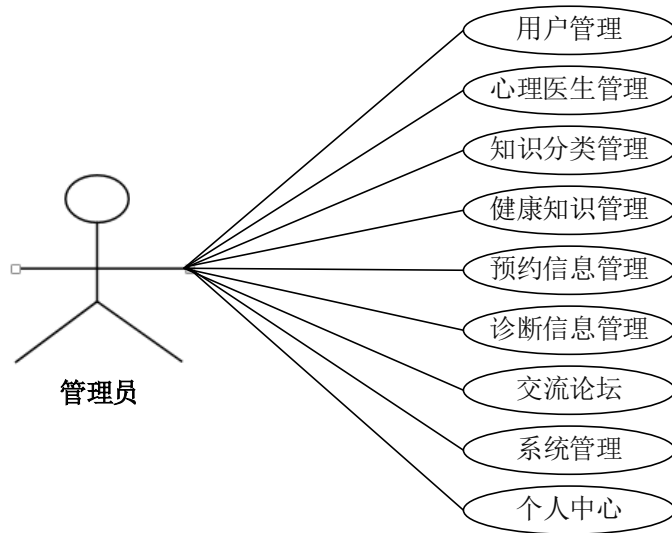 用户管理
心理医生管理
知识分类管理
健康知识管理
预约信息管理
诊断信息管理
交流论坛
系统管理
个人中心
管理员